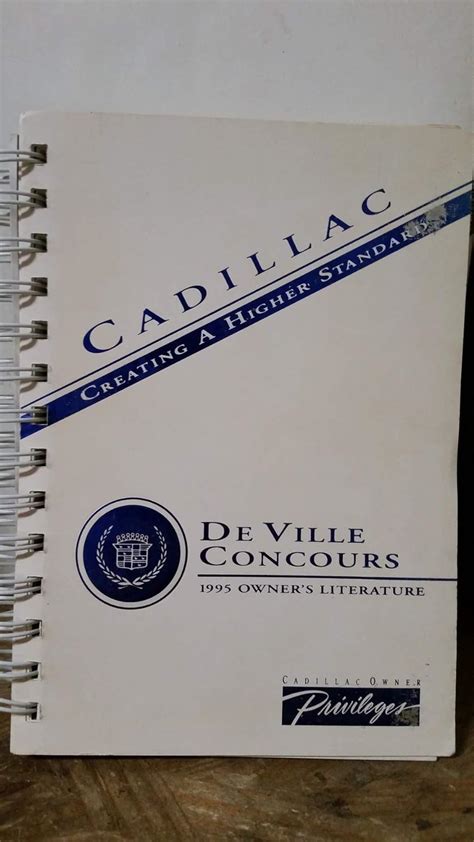 CADILLAC
CREATING A HIGHER STANDARD
DE VILLE
CONCOURS
1995 OWNER'S LITERATURE
CADILLAC OWNER
Privileges